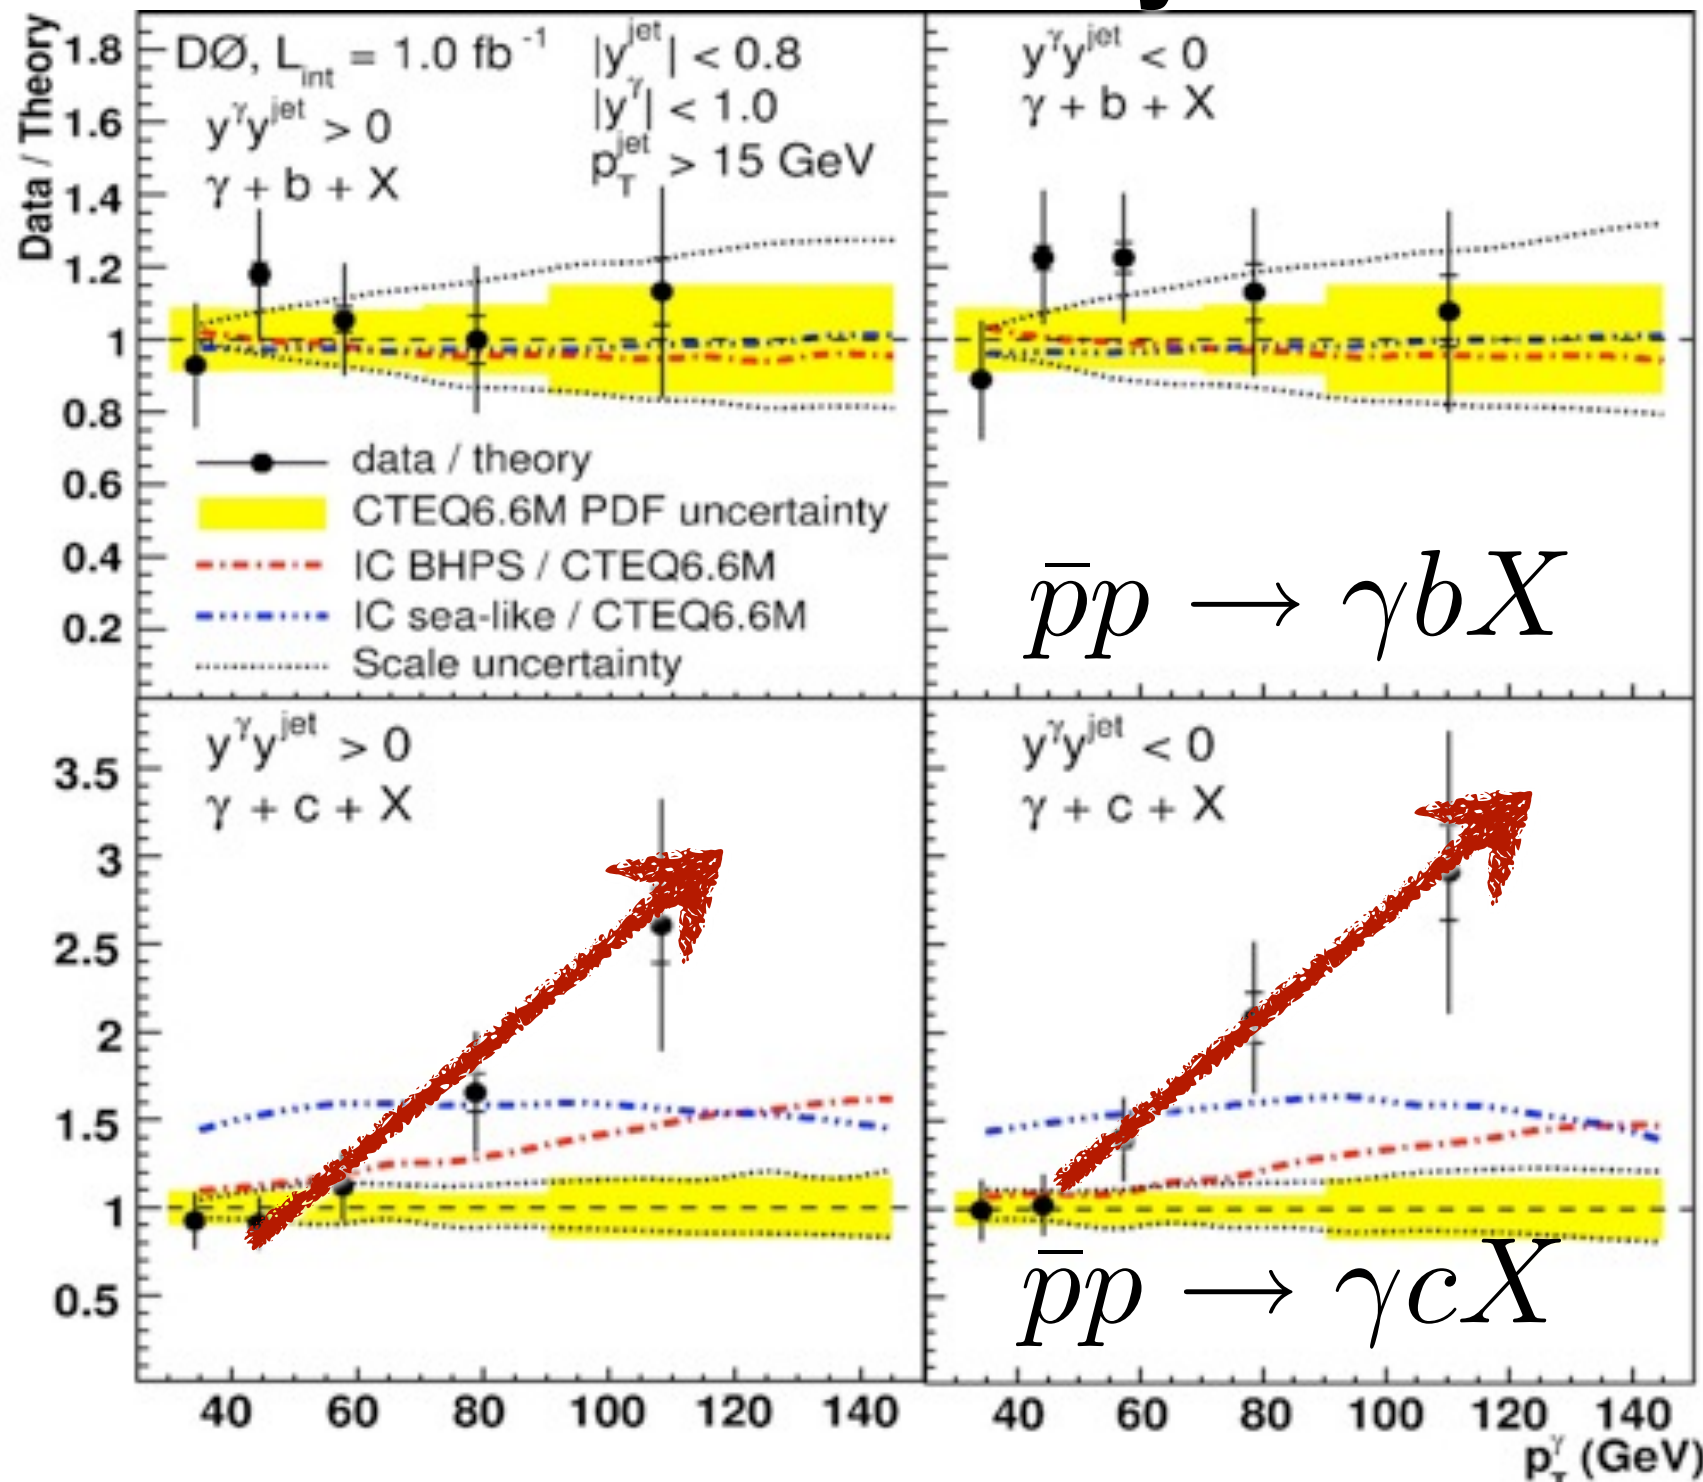 Data / Theory
DØ, L_int = 1.0 fb^-1
y^γ y^jet > 0
γ + b + X
|y^jet| < 0.8
|y^γ| < 1.0
p_T^jet > 15 GeV
y^γ y^jet < 0
γ + b + X
1.8
1.6
1.4
1.2
1
0.8
0.6
0.4
0.2
data / theory
CTEQ6.6M PDF uncertainty
IC BHPS / CTEQ6.6M
IC sea-like / CTEQ6.6M
Scale uncertainty
p̄p → γbX
y^γ y^jet > 0
γ + c + X
y^γ y^jet < 0
γ + c + X
3.5
3
2.5
2
1.5
1
0.5
p̄p → γcX
40 60 80 100 120 140
40 60 80 100 120 140
p_T^γ (GeV)